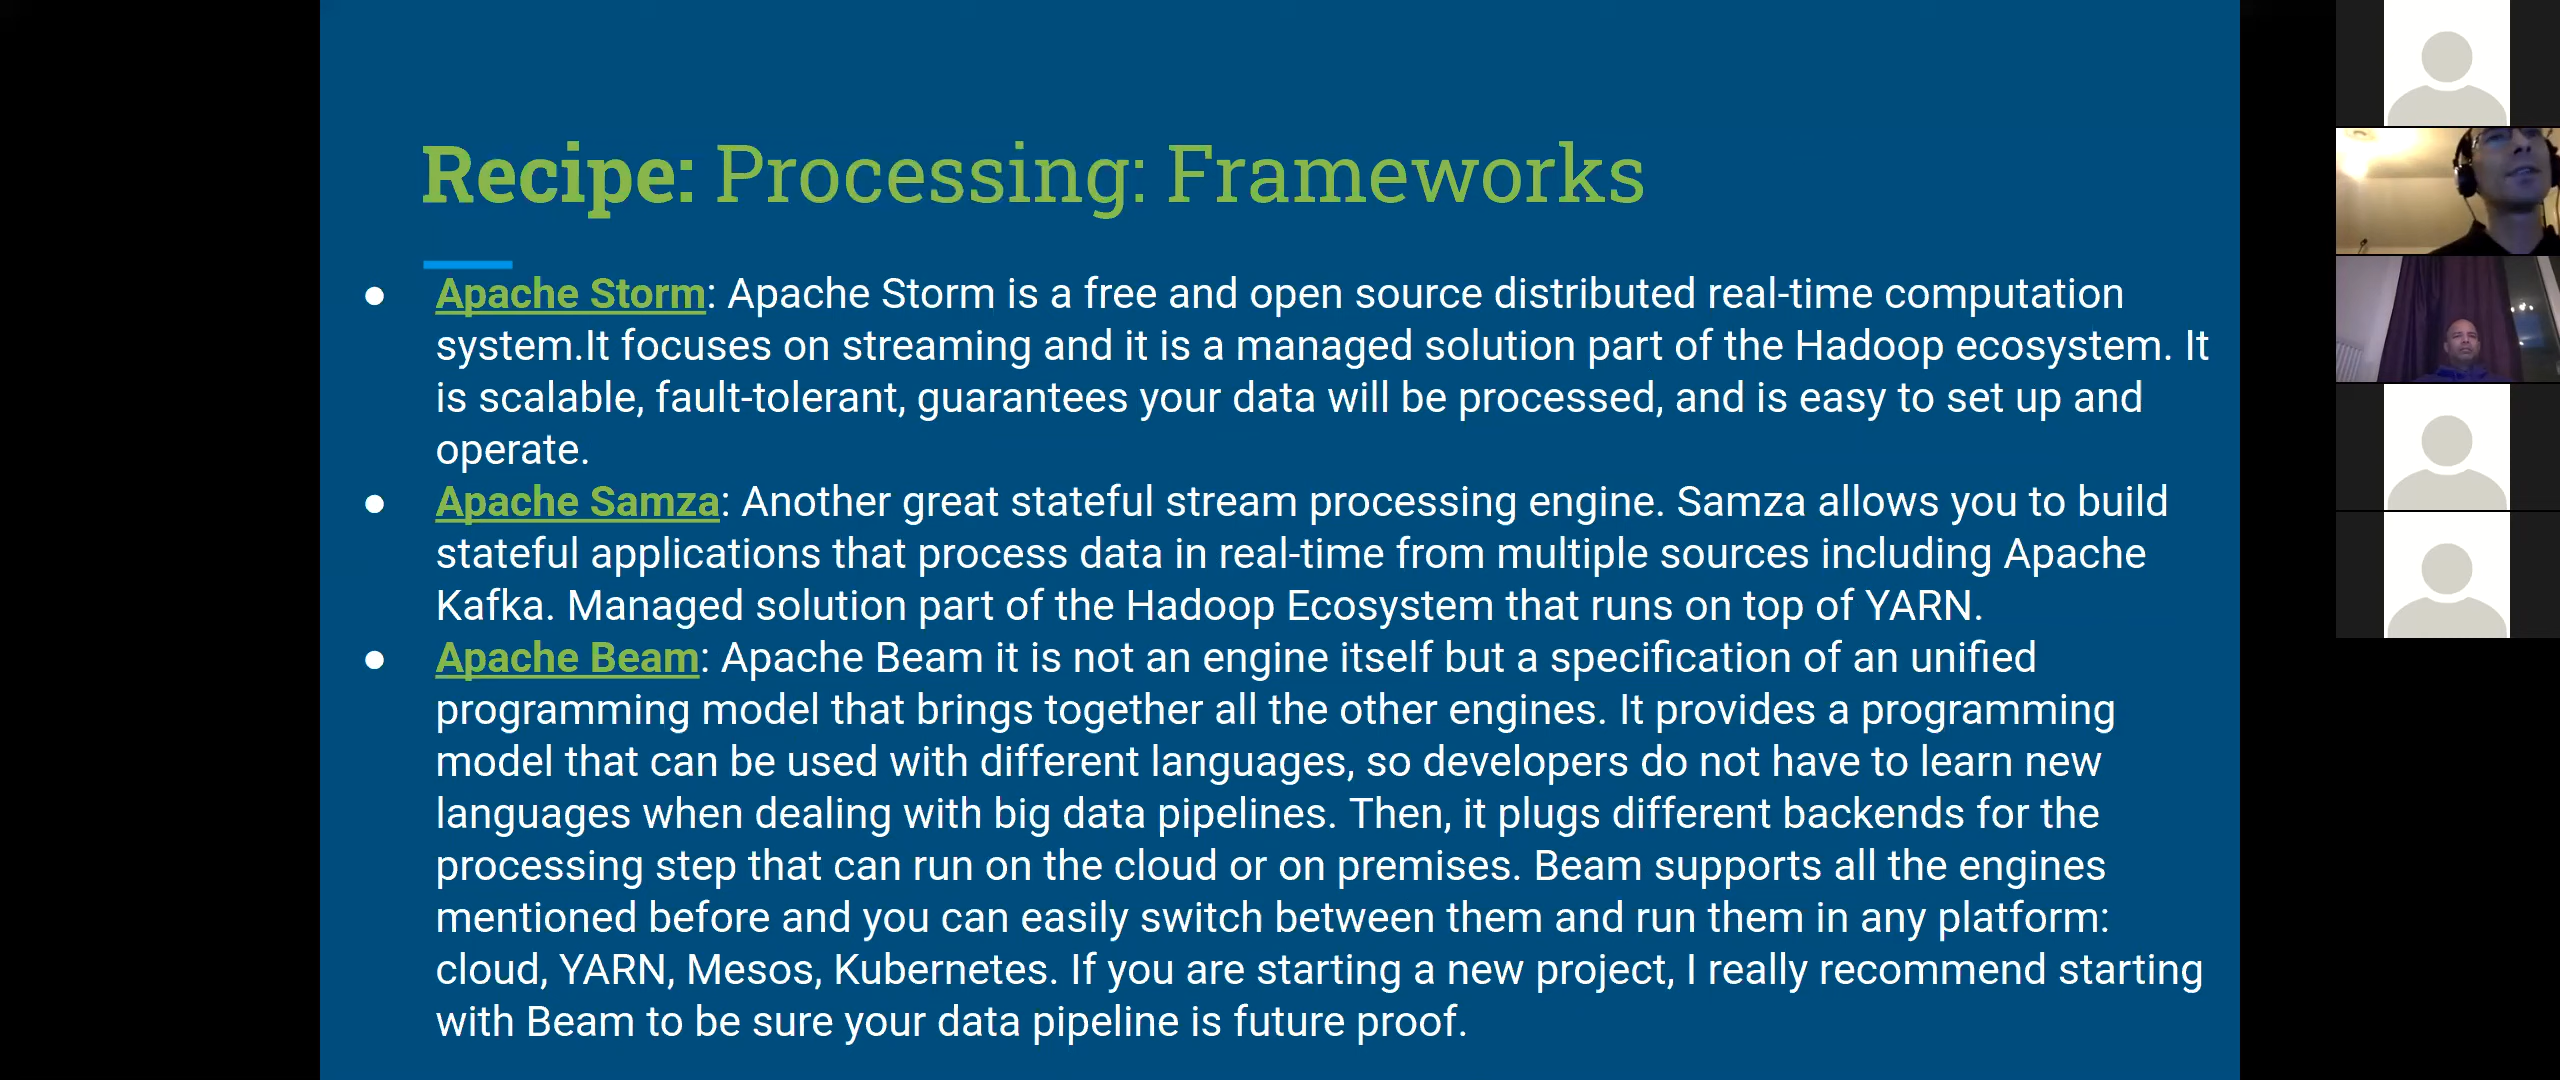 Recipe: Processing: Frameworks
● Apache Storm: Apache Storm is a free and open source distributed real-time computation
system.It focuses on streaming and it is a managed solution part of the Hadoop ecosystem. It
is scalable, fault-tolerant, guarantees your data will be processed, and is easy to set up and
operate.
● Apache Samza: Another great stateful stream processing engine. Samza allows you to build
stateful applications that process data in real-time from multiple sources including Apache
Kafka. Managed solution part of the Hadoop Ecosystem that runs on top of YARN.
● Apache Beam: Apache Beam it is not an engine itself but a specification of an unified
programming model that brings together all the other engines. It provides a programming
model that can be used with different languages, so developers do not have to learn new
languages when dealing with big data pipelines. Then, it plugs different backends for the
processing step that can run on the cloud or on premises. Beam supports all the engines
mentioned before and you can easily switch between them and run them in any platform:
cloud, YARN, Mesos, Kubernetes. If you are starting a new project, I really recommend starting
with Beam to be sure your data pipeline is future proof.